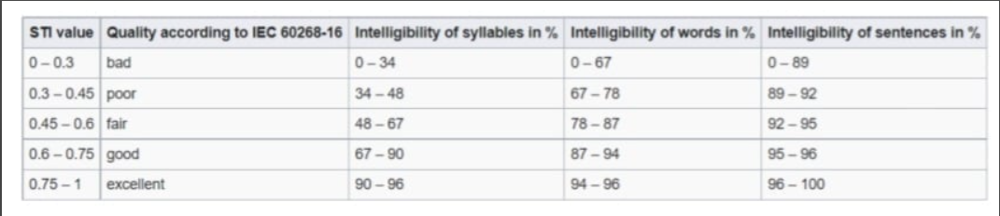 STI value Quality according to IEC 60268-16 Intelligibility of syllables in % Intelligibility of words in % Intelligibility of sentences in %
0 – 0.3 bad 0 – 34 0 – 67 0 – 89
0.3 – 0.45 poor 34 – 48 67 – 78 89 – 92
0.45 – 0.6 fair 48 – 67 78 – 87 92 – 95
0.6 – 0.75 good 67 – 90 87 – 94 95 – 96
0.75 – 1 excellent 90 – 96 94 – 96 96 – 100